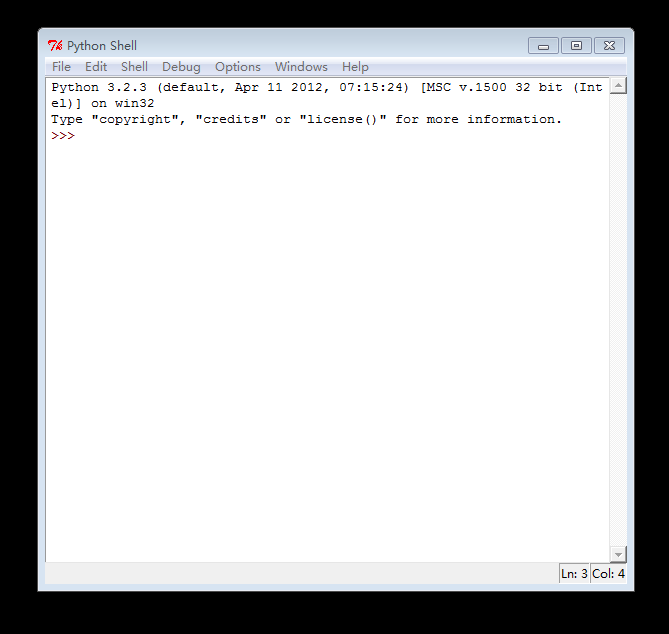 Python Shell
File Edit Shell Debug Options Windows Help
Python 3.2.3 (default, Apr 11 2012, 07:15:24) [MSC v.1500 32 bit (Int
el)] on win32
Type "copyright", "credits" or "license()" for more information.
>>>
Ln: 3 Col: 4